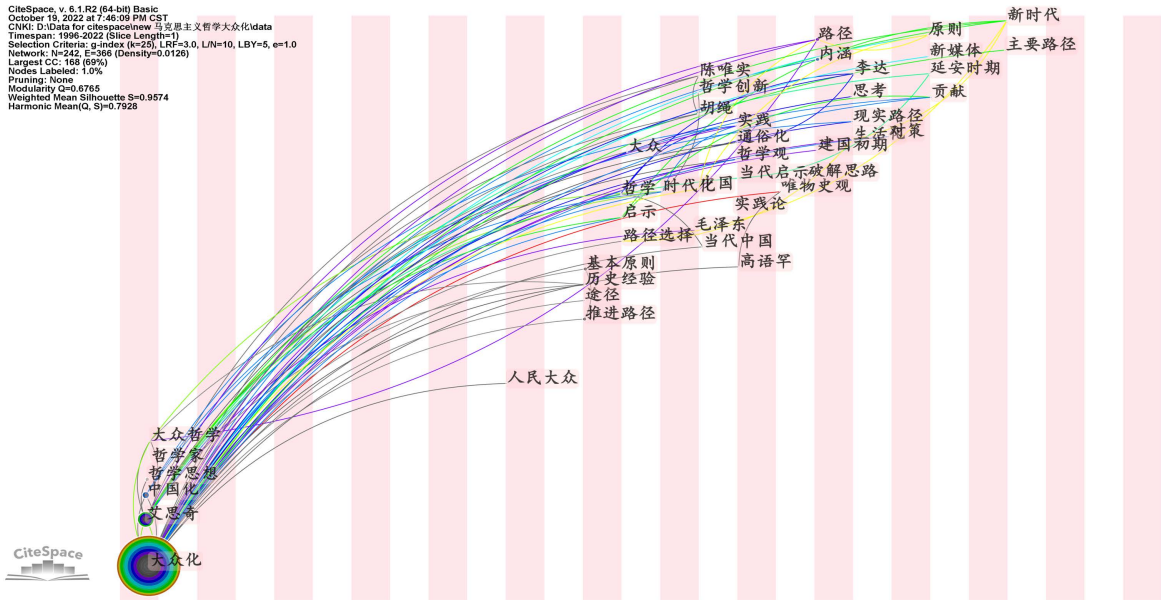 CiteSpace, v. 6.1.R2 (64-bit) Basic
October 19, 2022 at 7:46:09 PM CST
CNKI: D:\Data for citespace\new 马克思主义哲学大众化\data
Timespan: 1996-2022 (Slice Length=1)
Selection Criteria: g-index (k=25), LRF=3.0, L/N=10, LBY=5, e=1.0
Network: N=242, E=366 (Density=0.0126)
Largest CC: 168 (69%)
Nodes Labeled: 1.0%
Pruning: None
Modularity Q=0.6765
Weighted Mean Silhouette S=0.9574
Harmonic Mean(Q, S)=0.7928
新时代
路径
原则
主要路径
内涵
新媒体
陈唯实
李达
延安时期
哲学创新
思考
贡献
胡绳
实践
现实路径
通俗化
生活
对策
大众
哲学观
建国初期
当代启示
破解思路
哲学
时代化
国
唯物史观
启示
实践论
毛泽东
路径选择
当代中国
基本原则
高语罕
历史经验
途径
推进路径
人民大众
大众哲学
哲学家
哲学思想
中国化
艾思奇
大众化
CiteSpace